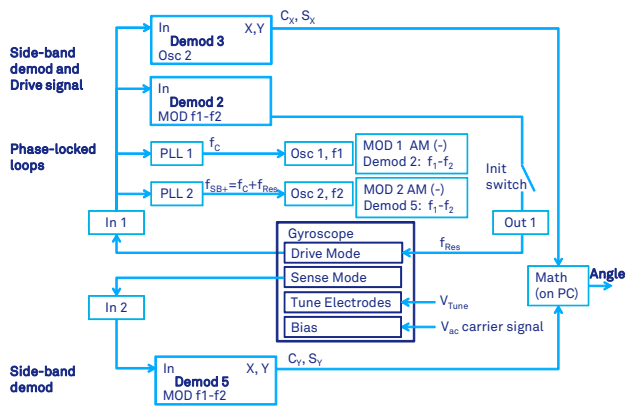 Side-band
demod and
Drive signal
In X,Y
Demod 3
Osc 2
C_X, S_X
In
Demod 2
MOD f1-f2
Phase-locked
loops
PLL 1
f_C
Osc 1, f1
MOD 1 AM (-)
Demod 2: f₁-f₂
PLL 2
f_SB+=f_C+f_Res
Osc 2, f2
MOD 2 AM (-)
Demod 5: f₁-f₂
Init
switch
In 1
Out 1
Gyroscope
Drive Mode
f_Res
Sense Mode
Tune Electrodes
V_Tune
Bias
V_ac carrier signal
Math
(on PC)
Angle
In 2
Side-band
demod
In X, Y
Demod 5
MOD f1-f2
C_Y, S_Y